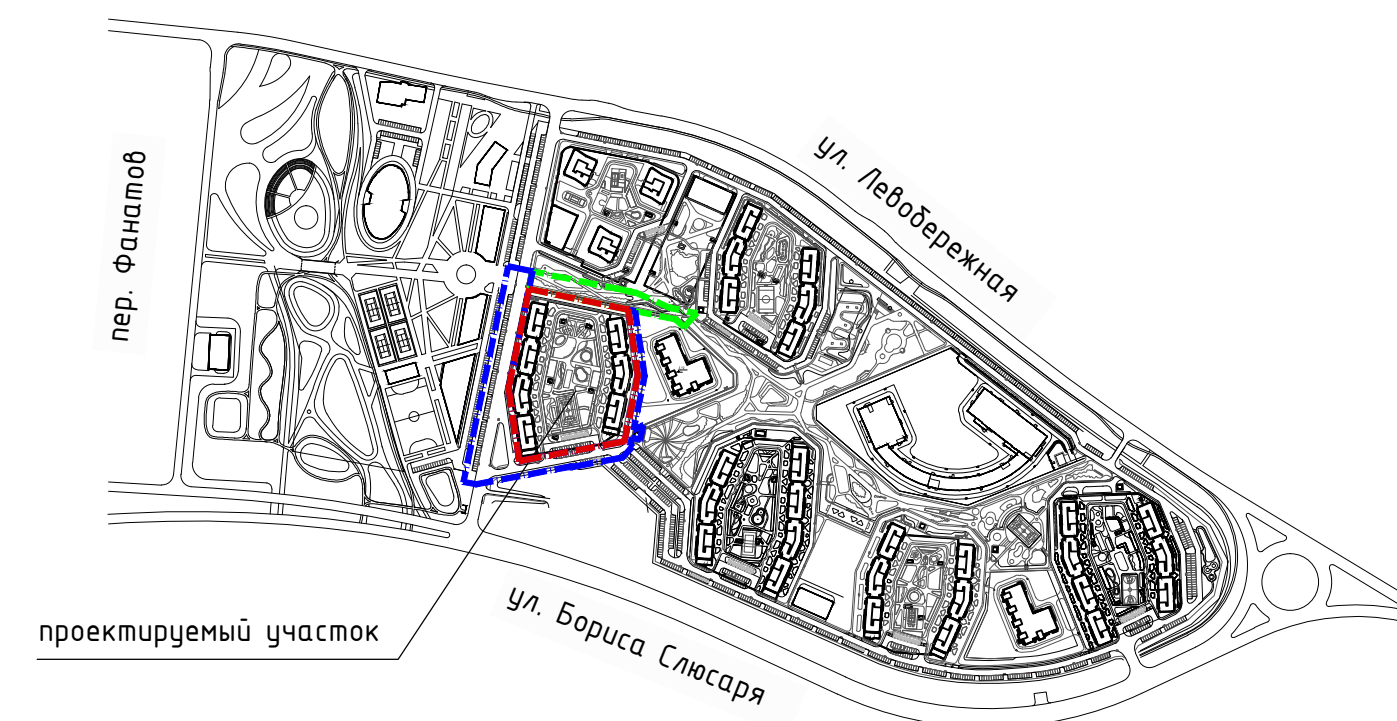 ул. Левобережная
пер. Фанатов
ул. Бориса Слюсаря
проектируемый участок